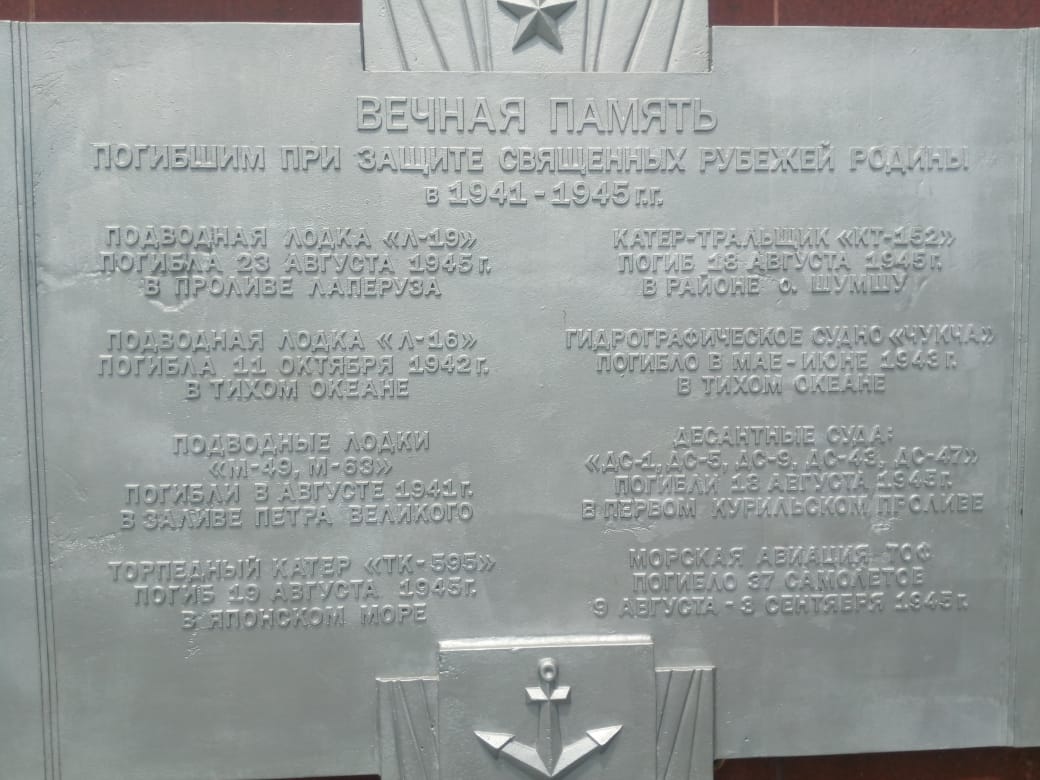 ВЕЧНАЯ ПАМЯТЬ
ПОГИБШИМ ПРИ ЗАЩИТЕ СВЯЩЕННЫХ РУБЕЖЕЙ РОДИНЫ
в 1941 - 1945 г.г.
ПОДВОДНАЯ ЛОДКА «Л-19»
ПОГИБЛА 23 АВГУСТА 1945 г.
В ПРОЛИВЕ ЛАПЕРУЗА
ПОДВОДНАЯ ЛОДКА «Л-16»
ПОГИБЛА 11 ОКТЯБРЯ 1942 г.
В ТИХОМ ОКЕАНЕ
ПОДВОДНЫЕ ЛОДКИ
«М-49, М-63»
ПОГИБЛИ В АВГУСТЕ 1941 г.
В ЗАЛИВЕ ПЕТРА ВЕЛИКОГО
ТОРПЕДНЫЙ КАТЕР «ТК-595»
ПОГИБ 19 АВГУСТА 1945 г.
В ЯПОНСКОМ МОРЕ
КАТЕР-ТРАЛЬЩИК «КТ-152»
ПОГИБ 18 АВГУСТА 1945 г.
В РАЙОНЕ о. ШУМШУ
ГИДРОГРАФИЧЕСКОЕ СУДНО «ЧУКЧА»
ПОГИБЛО В МАЕ - ИЮНЕ 1943 г.
В ТИХОМ ОКЕАНЕ
ДЕСАНТНЫЕ СУДА:
«ДС-1, ДС-5, ДС-9, ДС-43, ДС-47»
ПОГИБЛИ 18 АВГУСТА 1945 г.
В ПЕРВОМ КУРИЛЬСКОМ ПРОЛИВЕ
МОРСКАЯ АВИАЦИЯ ТОФ
ПОГИБЛО 37 САМОЛЕТОВ
9 АВГУСТА - 3 СЕНТЯБРЯ 1945 г.